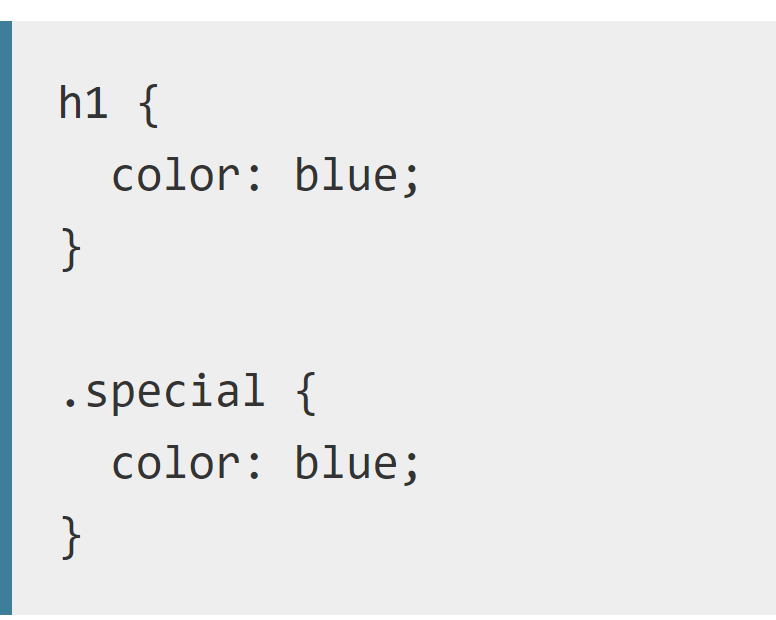 h1 {
  color: blue;
}

.special {
  color: blue;
}